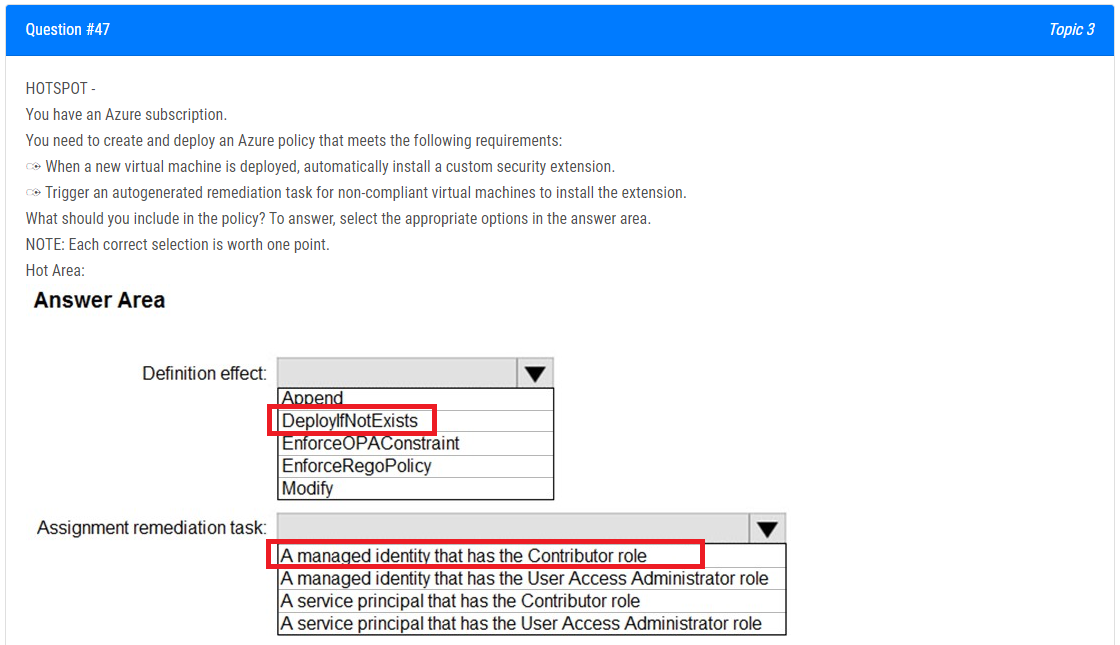 Question #47
Topic 3
HOTSPOT -
You have an Azure subscription.
You need to create and deploy an Azure policy that meets the following requirements:
When a new virtual machine is deployed, automatically install a custom security extension.
Trigger an autogenerated remediation task for non-compliant virtual machines to install the extension.
What should you include in the policy? To answer, select the appropriate options in the answer area.
NOTE: Each correct selection is worth one point.
Hot Area:
Answer Area
Definition effect:
Append
DeployIfNotExists
EnforceOPAConstraint
EnforceRegoPolicy
Modify
Assignment remediation task:
A managed identity that has the Contributor role
A managed identity that has the User Access Administrator role
A service principal that has the Contributor role
A service principal that has the User Access Administrator role